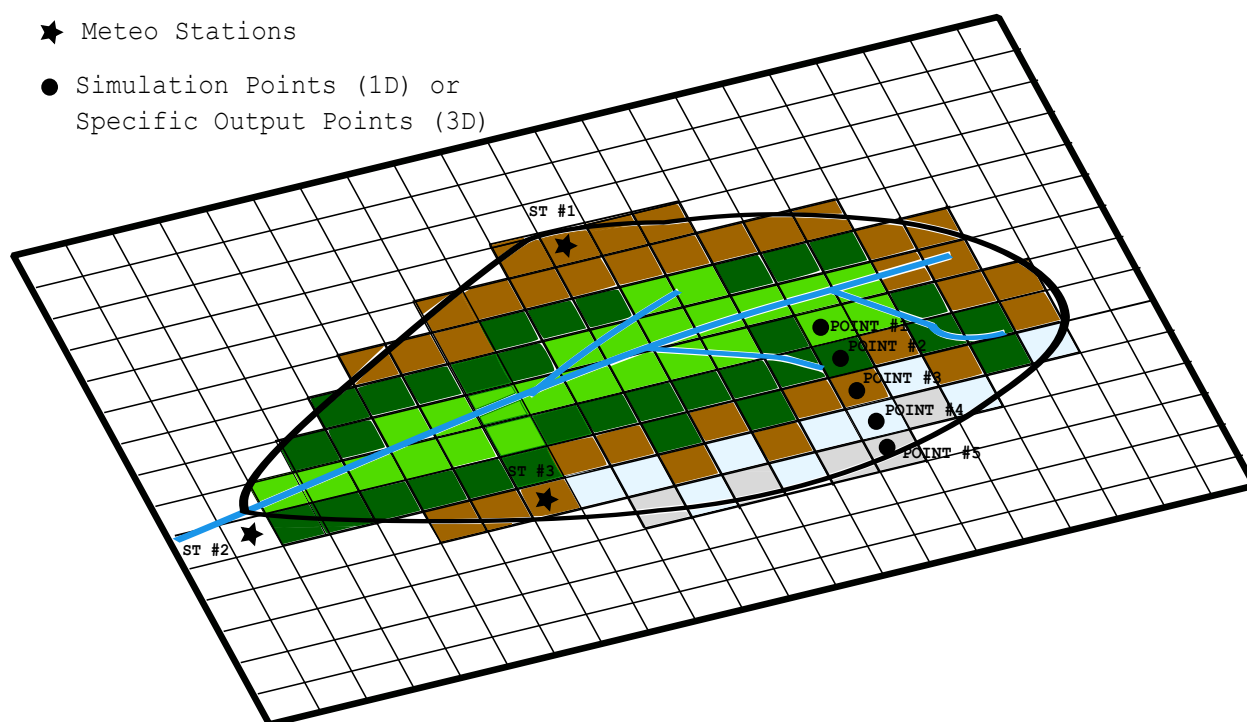 Meteo Stations
Simulation Points (1D) or
Specific Output Points (3D)
ST #1
POINT #1
POINT #2
POINT #3
POINT #4
POINT #5
ST #3
ST #2